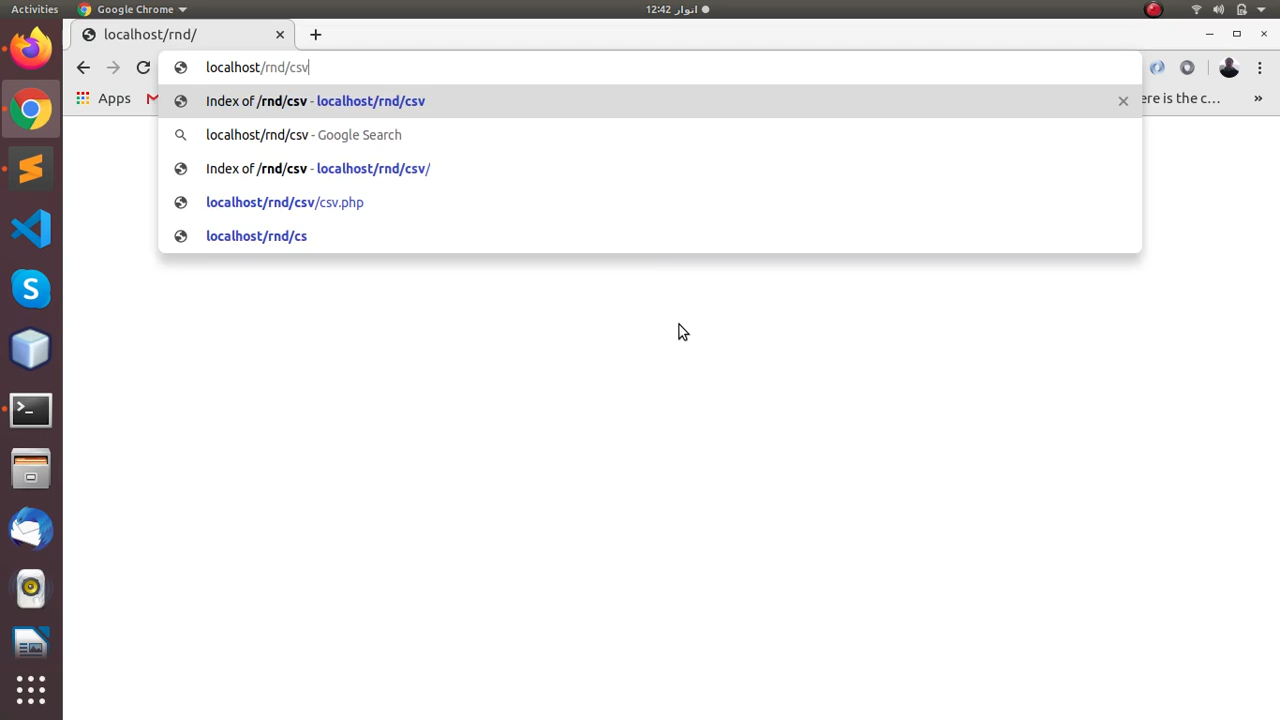 Activities
Google Chrome
انوار 12:42
localhost/rnd/
localhost/rnd/csv
Apps
ere is the c...
»
Index of /rnd/csv - localhost/rnd/csv
localhost/rnd/csv - Google Search
Index of /rnd/csv - localhost/rnd/csv/
localhost/rnd/csv/csv.php
localhost/rnd/cs